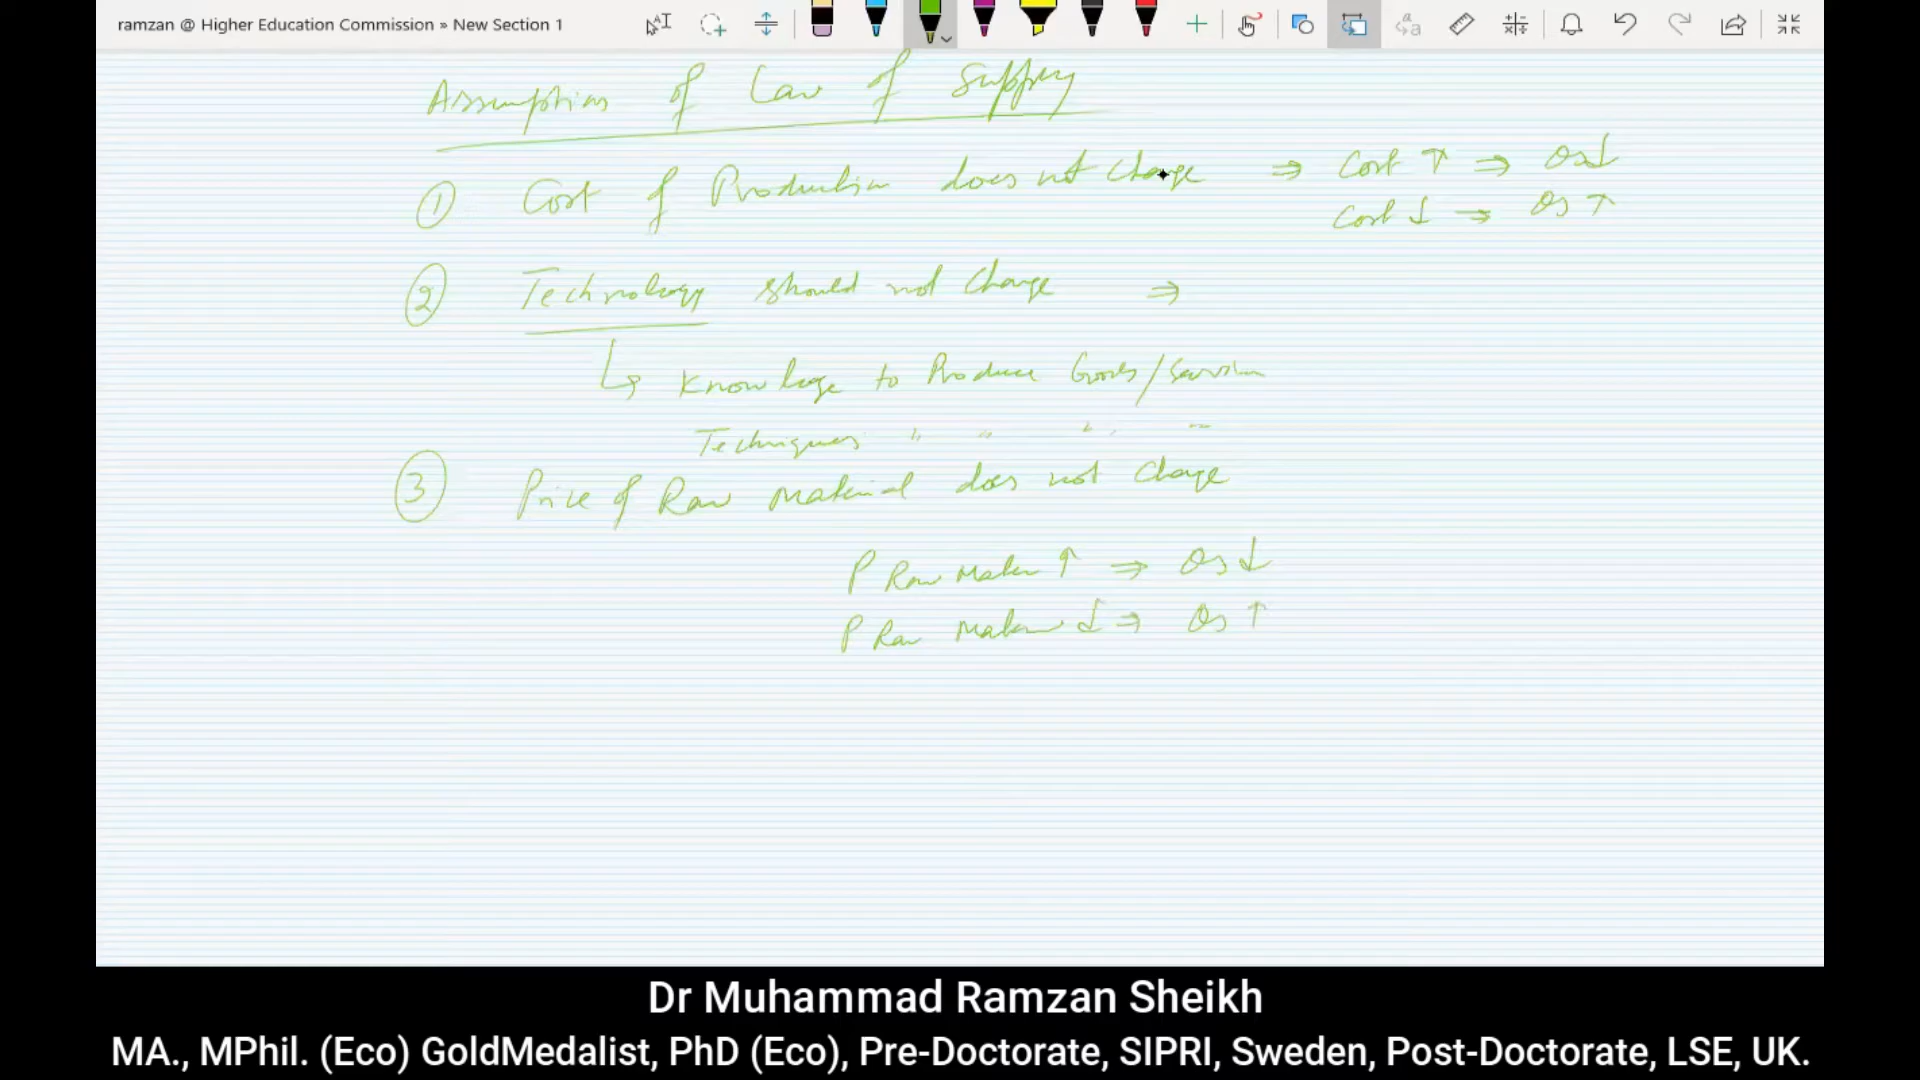 ramzan @ Higher Education Commission » New Section 1
Assumptions of Law of Supply
① Cost of Production does not Change ⇒ Cost ↑ ⇒ Qs↓
Cost ↓ ⇒ Qs ↑
② Technology should not Change ⇒
↳ Knowledge to Produce Goods/Services
Techniques " " " "
③ Price of Raw Material does not Change
P Raw Mater ↑ ⇒ Qs ↓
P Raw Mater ↓ ⇒ Qs ↑
Dr Muhammad Ramzan Sheikh
MA., MPhil. (Eco) GoldMedalist, PhD (Eco), Pre-Doctorate, SIPRI, Sweden, Post-Doctorate, LSE, UK.